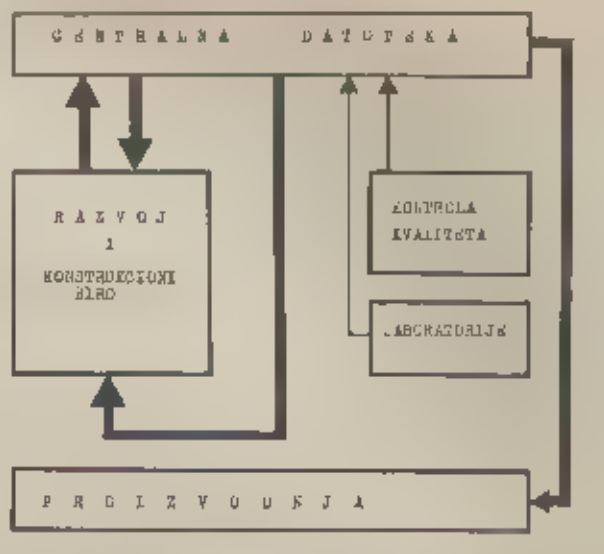 CENTRALNA DATOTEKA
RAZVOJ
I
KONSTRUKCIONI
BIRO
KONTROLA
KVALITETA
LABORATORIJE
PROIZVODNJA